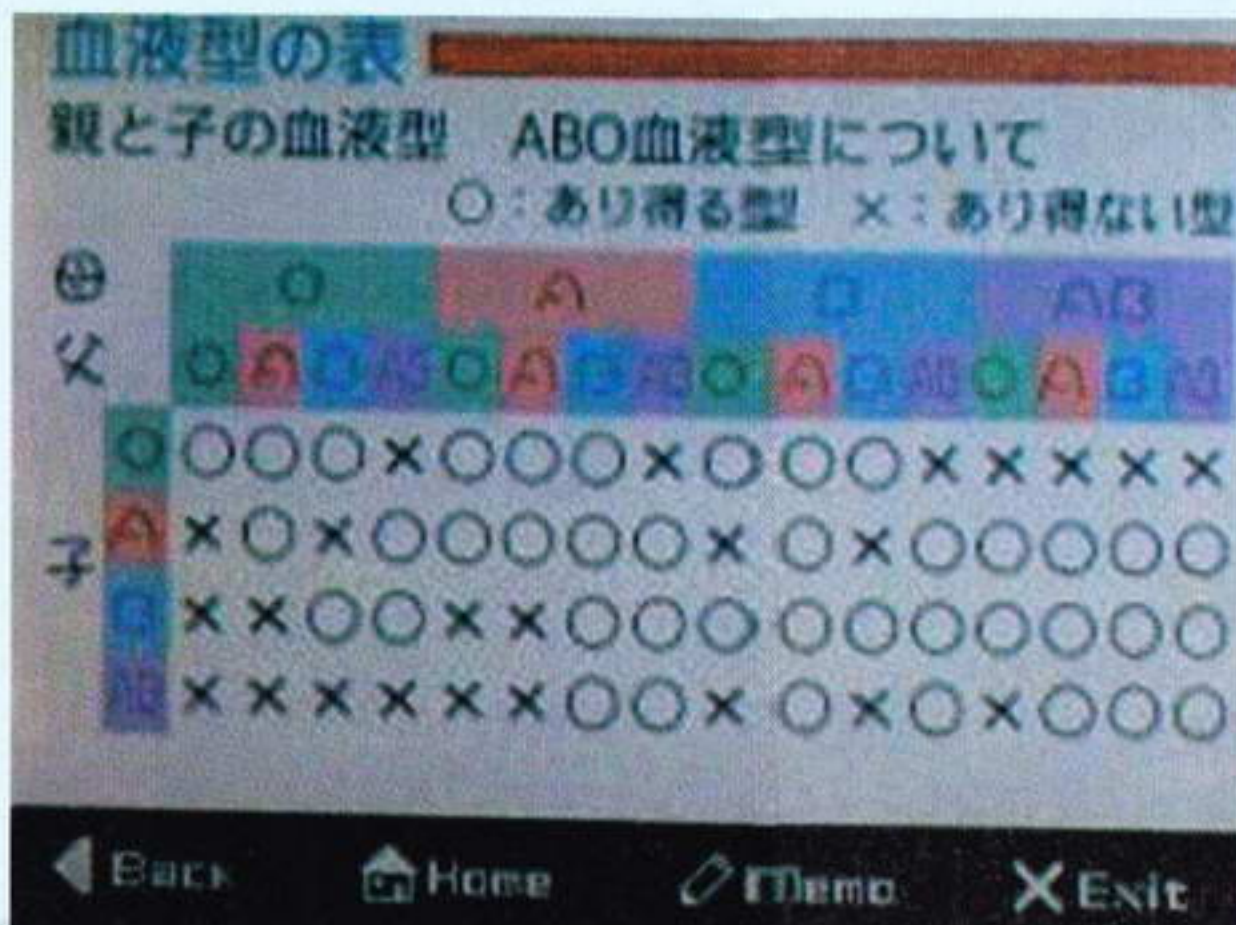 血液型の表
親と子の血液型 ABO血液型について
○：あり得る型 ×：あり得ない型
母 O A B AB
父 O A B AB O A B AB O A B AB O A B AB
子
O ○ ○ ○ × ○ ○ ○ × ○ ○ ○ × × × × ×
A × ○ × ○ ○ ○ ○ ○ × ○ × ○ ○ ○ ○ ○
B × × ○ ○ × × ○ ○ ○ ○ ○ ○ ○ ○ ○ ○
AB × × × × × × ○ ○ × ○ × ○ × ○ ○ ○
Back Home Memo Exit